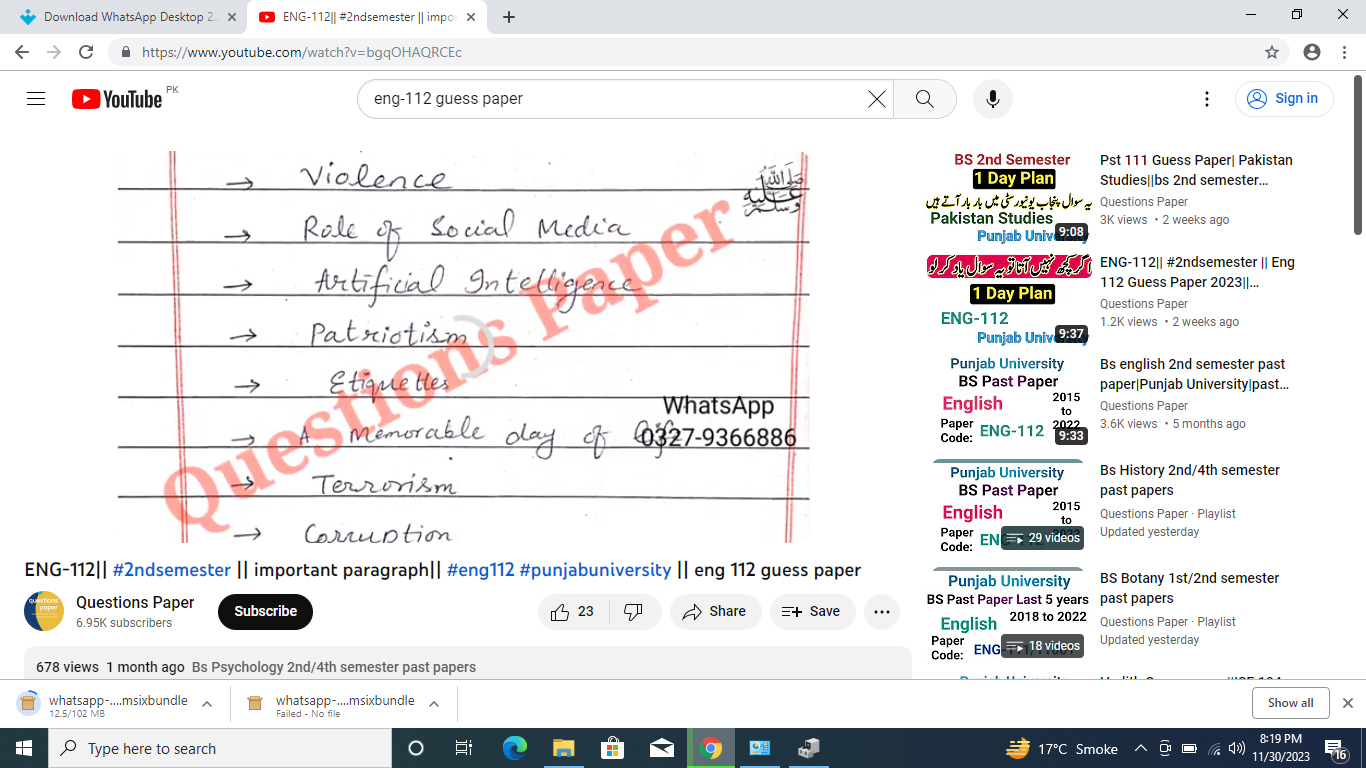 Download WhatsApp Desktop 2.
ENG-112|| #2ndsemester || impor
https://www.youtube.com/watch?v=bgqOHAQRCEc
YouTube PK
eng-112 guess paper
Sign in
→ Violence
صلى الله عليه وسلم
→ Role of Social Media
→ Artificial Intelligence
→ Patriotism
→ Etiquettes
→ A Memorable day of life
→ Terrorism
→ Corruption
Questions Paper
WhatsApp
0327-9366886
ENG-112|| #2ndsemester || important paragraph|| #eng112 #punjabuniversity || eng 112 guess paper
questions paper
Questions Paper
6.95K subscribers
Subscribe
23
Share
Save
678 views 1 month ago Bs Psychology 2nd/4th semester past papers
BS 2nd Semester
1 Day Plan
یہ سوال پنجاب یونیورسٹی میں بار بار آتے ہیں
Pakistan Studies
Punjab University
9:08
Pst 111 Guess Paper| Pakistan
Studies||bs 2nd semester...
Questions Paper
3K views • 2 weeks ago
اگر کچھ نہیں آتا تو یہ سوال یاد کر لو
1 Day Plan
ENG-112
Punjab University
9:37
ENG-112|| #2ndsemester || Eng
112 Guess Paper 2023||...
Questions Paper
1.2K views • 2 weeks ago
Punjab University
BS Past Paper
English
2015
to
2022
Paper
Code: ENG-112
9:33
Bs english 2nd semester past
paper|Punjab University|past...
Questions Paper
3.6K views • 5 months ago
Punjab University
BS Past Paper
English
2015
to
Paper
Code:
29 videos
Bs History 2nd/4th semester
past papers
Questions Paper · Playlist
Updated yesterday
Punjab University
BS Past Paper Last 5 years
English 2018 to 2022
Paper
Code:
18 videos
BS Botany 1st/2nd semester
past papers
Questions Paper · Playlist
Updated yesterday
whatsapp-....msixbundle
12.5/102 MB
whatsapp-....msixbundle
Failed - No file
Show all
Type here to search
17°C Smoke
8:19 PM
11/30/2023
16